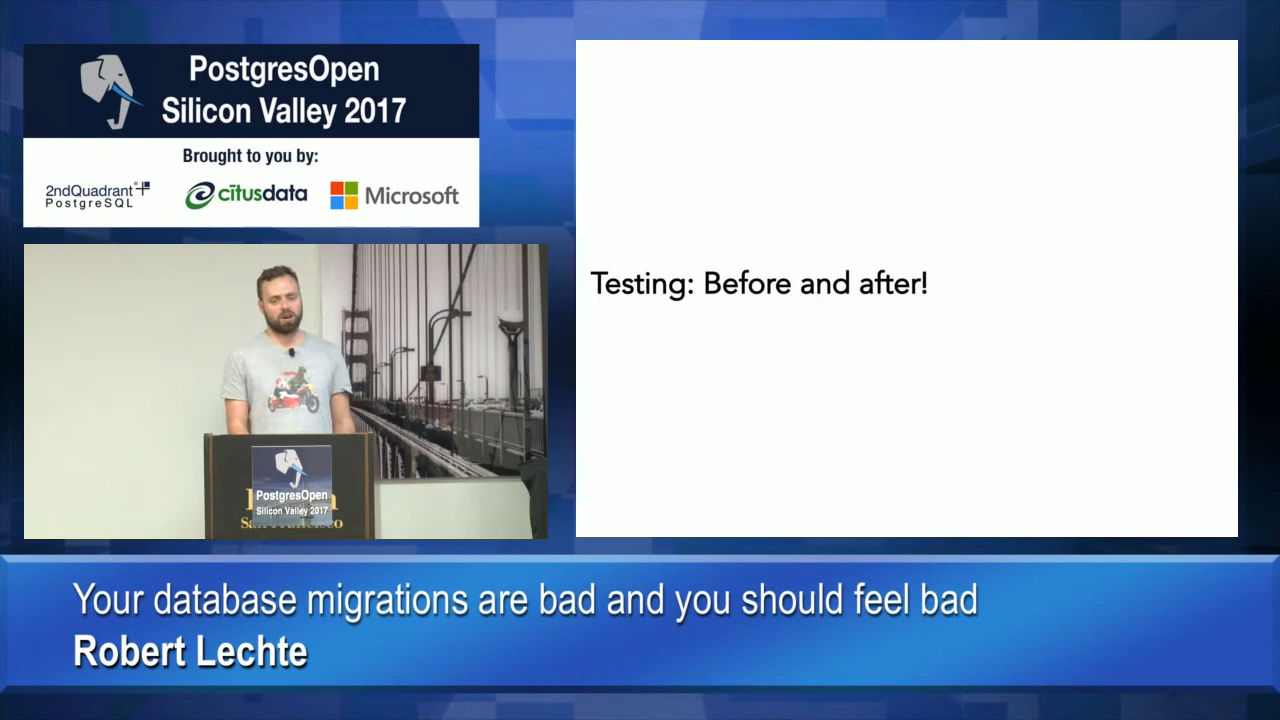 PostgresOpen
Silicon Valley 2017
Brought to you by:
2ndQuadrant
PostgreSQL
citusdata
Microsoft
Testing: Before and after!
PostgresOpen
Silicon Valley 2017
Your database migrations are bad and you should feel bad
Robert Lechte